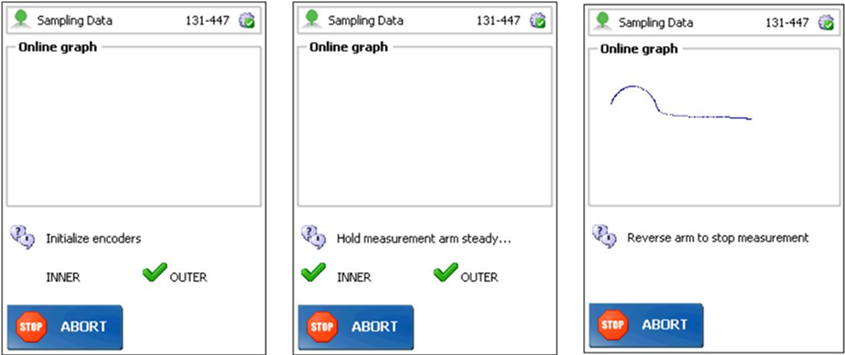 Sampling Data 131-447
Online graph
Initialize encoders
INNER OUTER
STOP ABORT
Sampling Data 131-447
Online graph
Hold measurement arm steady...
INNER OUTER
STOP ABORT
Sampling Data 131-447
Online graph
Reverse arm to stop measurement
STOP ABORT